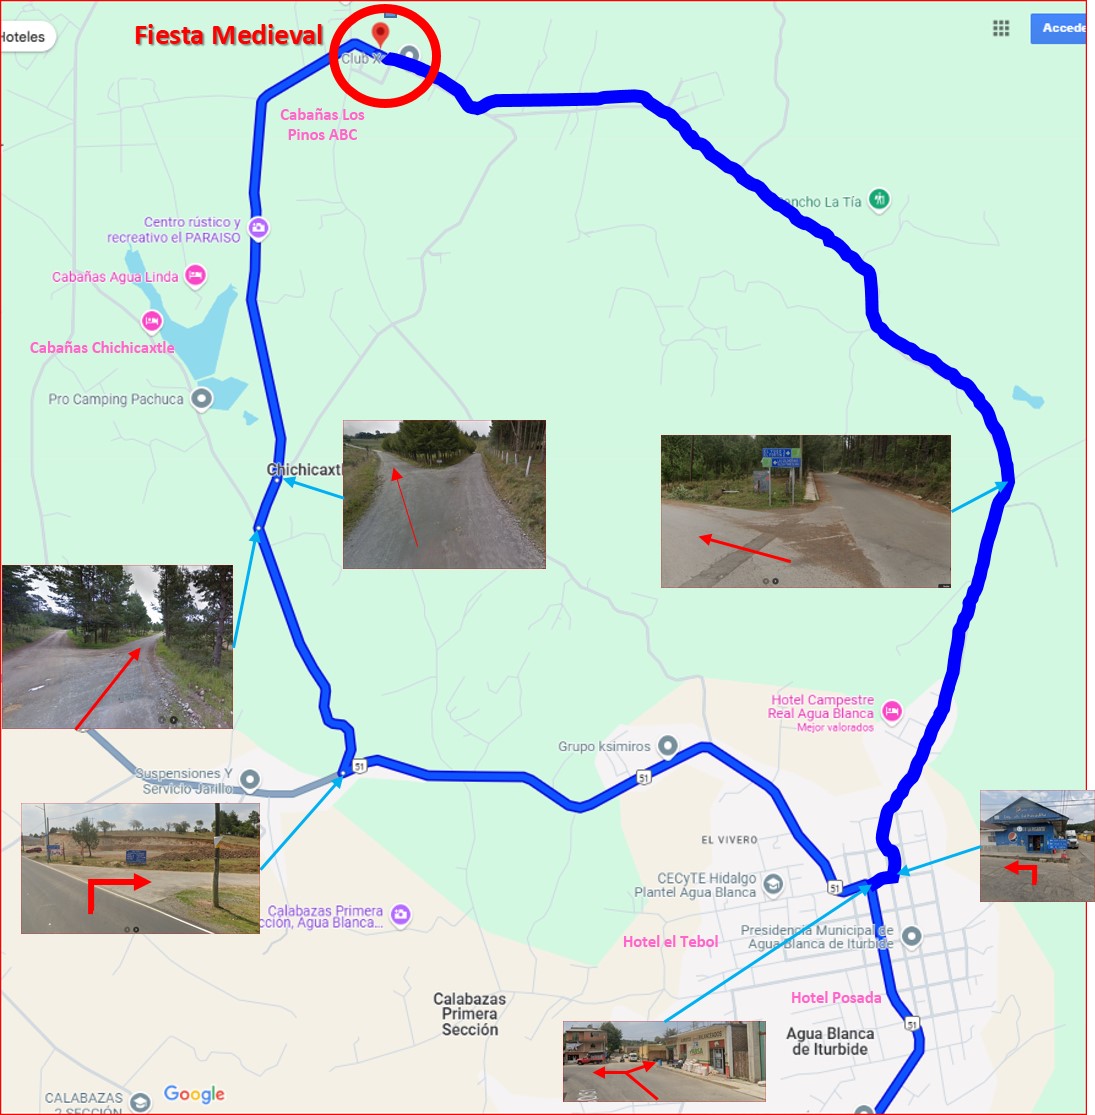 Hoteles
Fiesta Medieval
Accede
Club X
Cabañas Los
Pinos ABC
Rancho La Tía
Centro rústico y
recreativo el PARAISO
Cabañas Agua Linda
Cabañas Chichicaxtle
Pro Camping Pachuca
Chichicaxtl
Hotel Campestre
Real Agua Blanca
Mejor valorados
Grupo ksimiros
51
51
Suspensiones Y
Servicio Jarillo
EL VIVERO
CECyTE Hidalgo
Plantel Agua Blanca
51
Calabazas Primera
cción, Agua Blanca...
Hotel el Tebol
Presidencia Municipal de
Agua Blanca de Iturbide
Calabazas
Primera
Sección
Hotel Posada
51
Agua Blanca
de Iturbide
CALABAZAS
2 SECCIÓN
Google